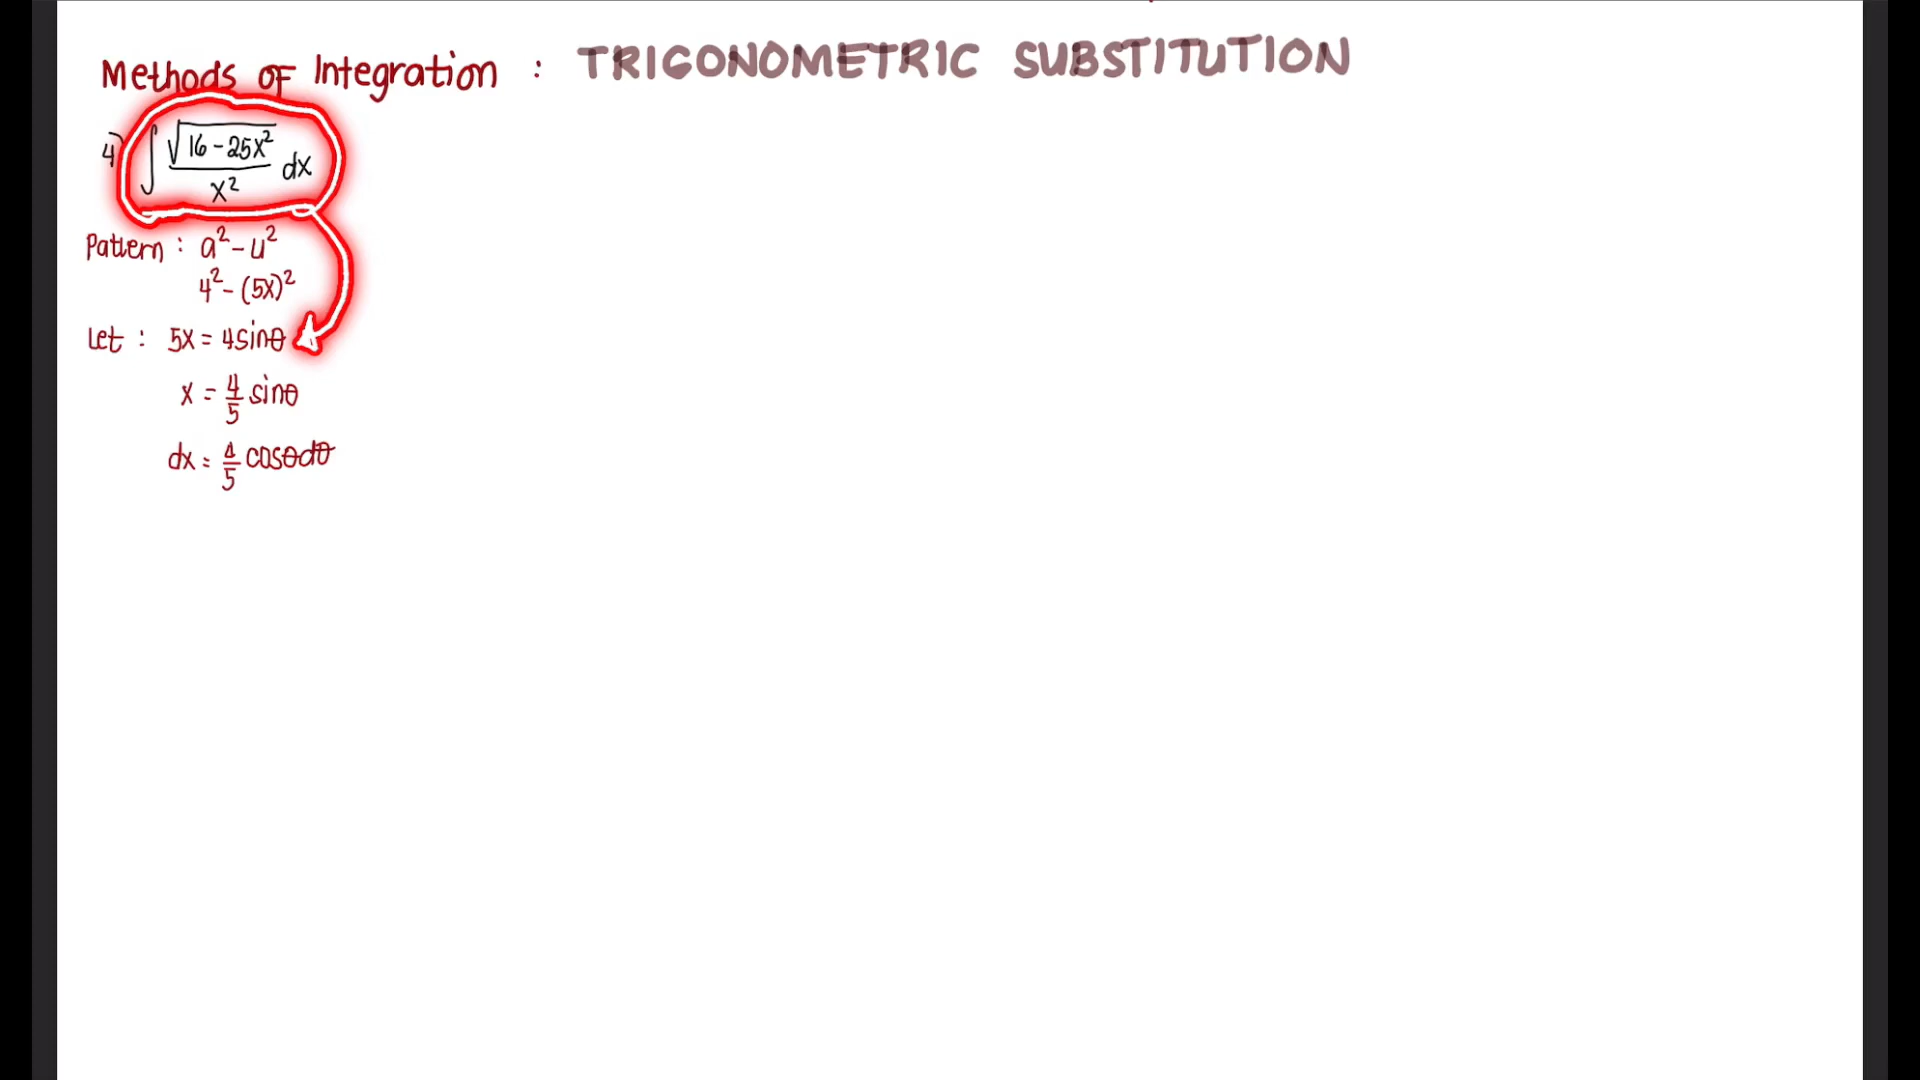 Methods of Integration : TRIGONOMETRIC SUBSTITUTION
4) ∫ √(16 - 25x²) / x² dx
Pattern : a² - u²
4² - (5x)²
Let : 5x = 4sinθ
x = 4/5 sinθ
dx = 4/5 cosθdθ